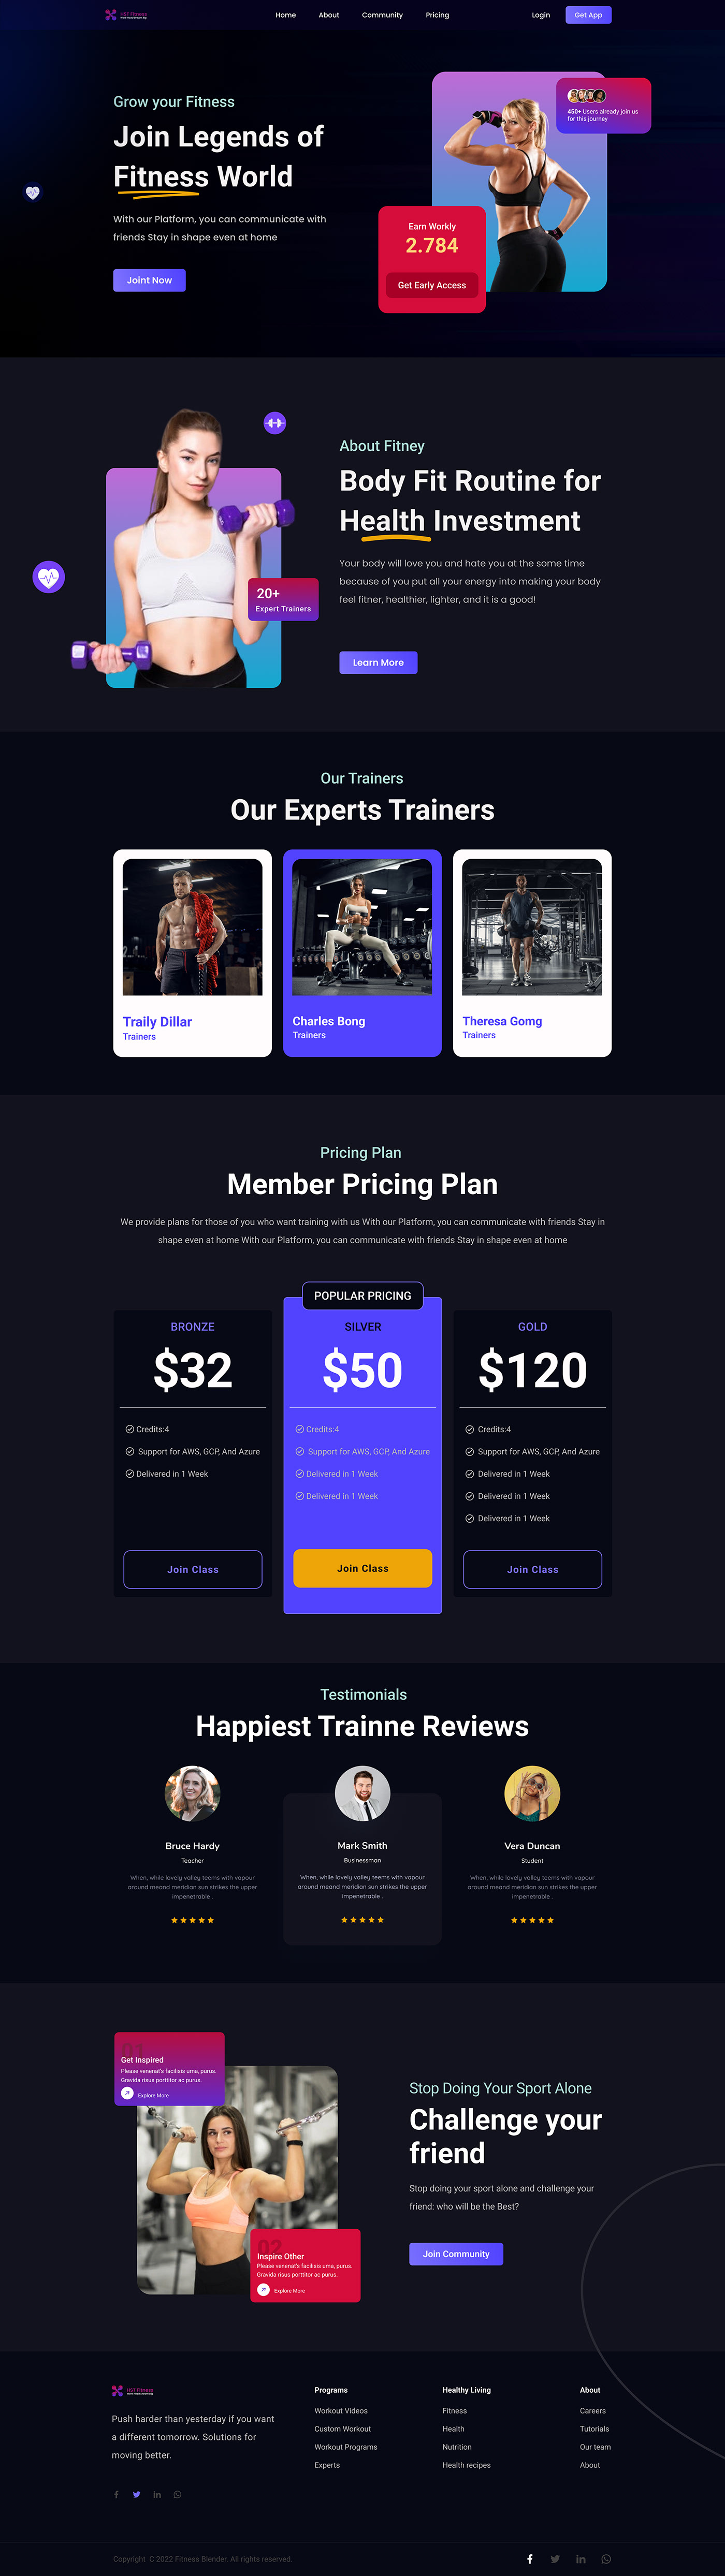 HST Fitness
Home
About
Community
Pricing
Login
Get App
Grow your Fitness
Join Legends of
Fitness World
With our Platform, you can communicate with
friends Stay in shape even at home
Joint Now
450+ Users already join us
for this journey
Earn Workly
2.784
Get Early Access
About Fitney
Body Fit Routine for
Health Investment
Your body will love you and hate you at the some time
because of you put all your energy into making your body
feel fitner, healthier, lighter, and it is a good!
Learn More
20+
Expert Trainers
Our Trainers
Our Experts Trainers
Traily Dillar
Trainers
Charles Bong
Trainers
Theresa Gomg
Trainers
Pricing Plan
Member Pricing Plan
We provide plans for those of you who want training with us With our Platform, you can communicate with friends Stay in
shape even at home With our Platform, you can communicate with friends Stay in shape even at home
BRONZE
$32
Credits:4
Support for AWS, GCP, And Azure
Delivered in 1 Week
Join Class
POPULAR PRICING
SILVER
$50
Credits:4
Support for AWS, GCP, And Azure
Delivered in 1 Week
Delivered in 1 Week
Join Class
GOLD
$120
Credits:4
Support for AWS, GCP, And Azure
Delivered in 1 Week
Delivered in 1 Week
Delivered in 1 Week
Join Class
Testimonials
Happiest Trainne Reviews
Bruce Hardy
Teacher
When, while lovely valley teems with vapour
around meand meridian sun strikes the upper
impenetrable .
Mark Smith
Businessman
When, while lovely valley teems with vapour
around meand meridian sun strikes the upper
impenetrable .
Vera Duncan
Student
When, while lovely valley teems with vapour
around meand meridian sun strikes the upper
impenetrable .
01
Get Inspired
Please venenat's facilisis uma, purus.
Gravida risus porttitor ac purus.
Explore More
02
Inspire Other
Please venenat's facilisis uma, purus.
Gravida risus porttitor ac purus.
Explore More
Stop Doing Your Sport Alone
Challenge your
friend
Stop doing your sport alone and challenge your
friend: who will be the Best?
Join Community
HST Fitness
Push harder than yesterday if you want
a different tomorrow. Solutions for
moving better.
Programs
Workout Videos
Custom Workout
Workout Programs
Experts
Healthy Living
Fitness
Health
Nutrition
Health recipes
About
Careers
Tutorials
Our team
About
Copyright C 2022 Fitness Blender. All rights reserved.